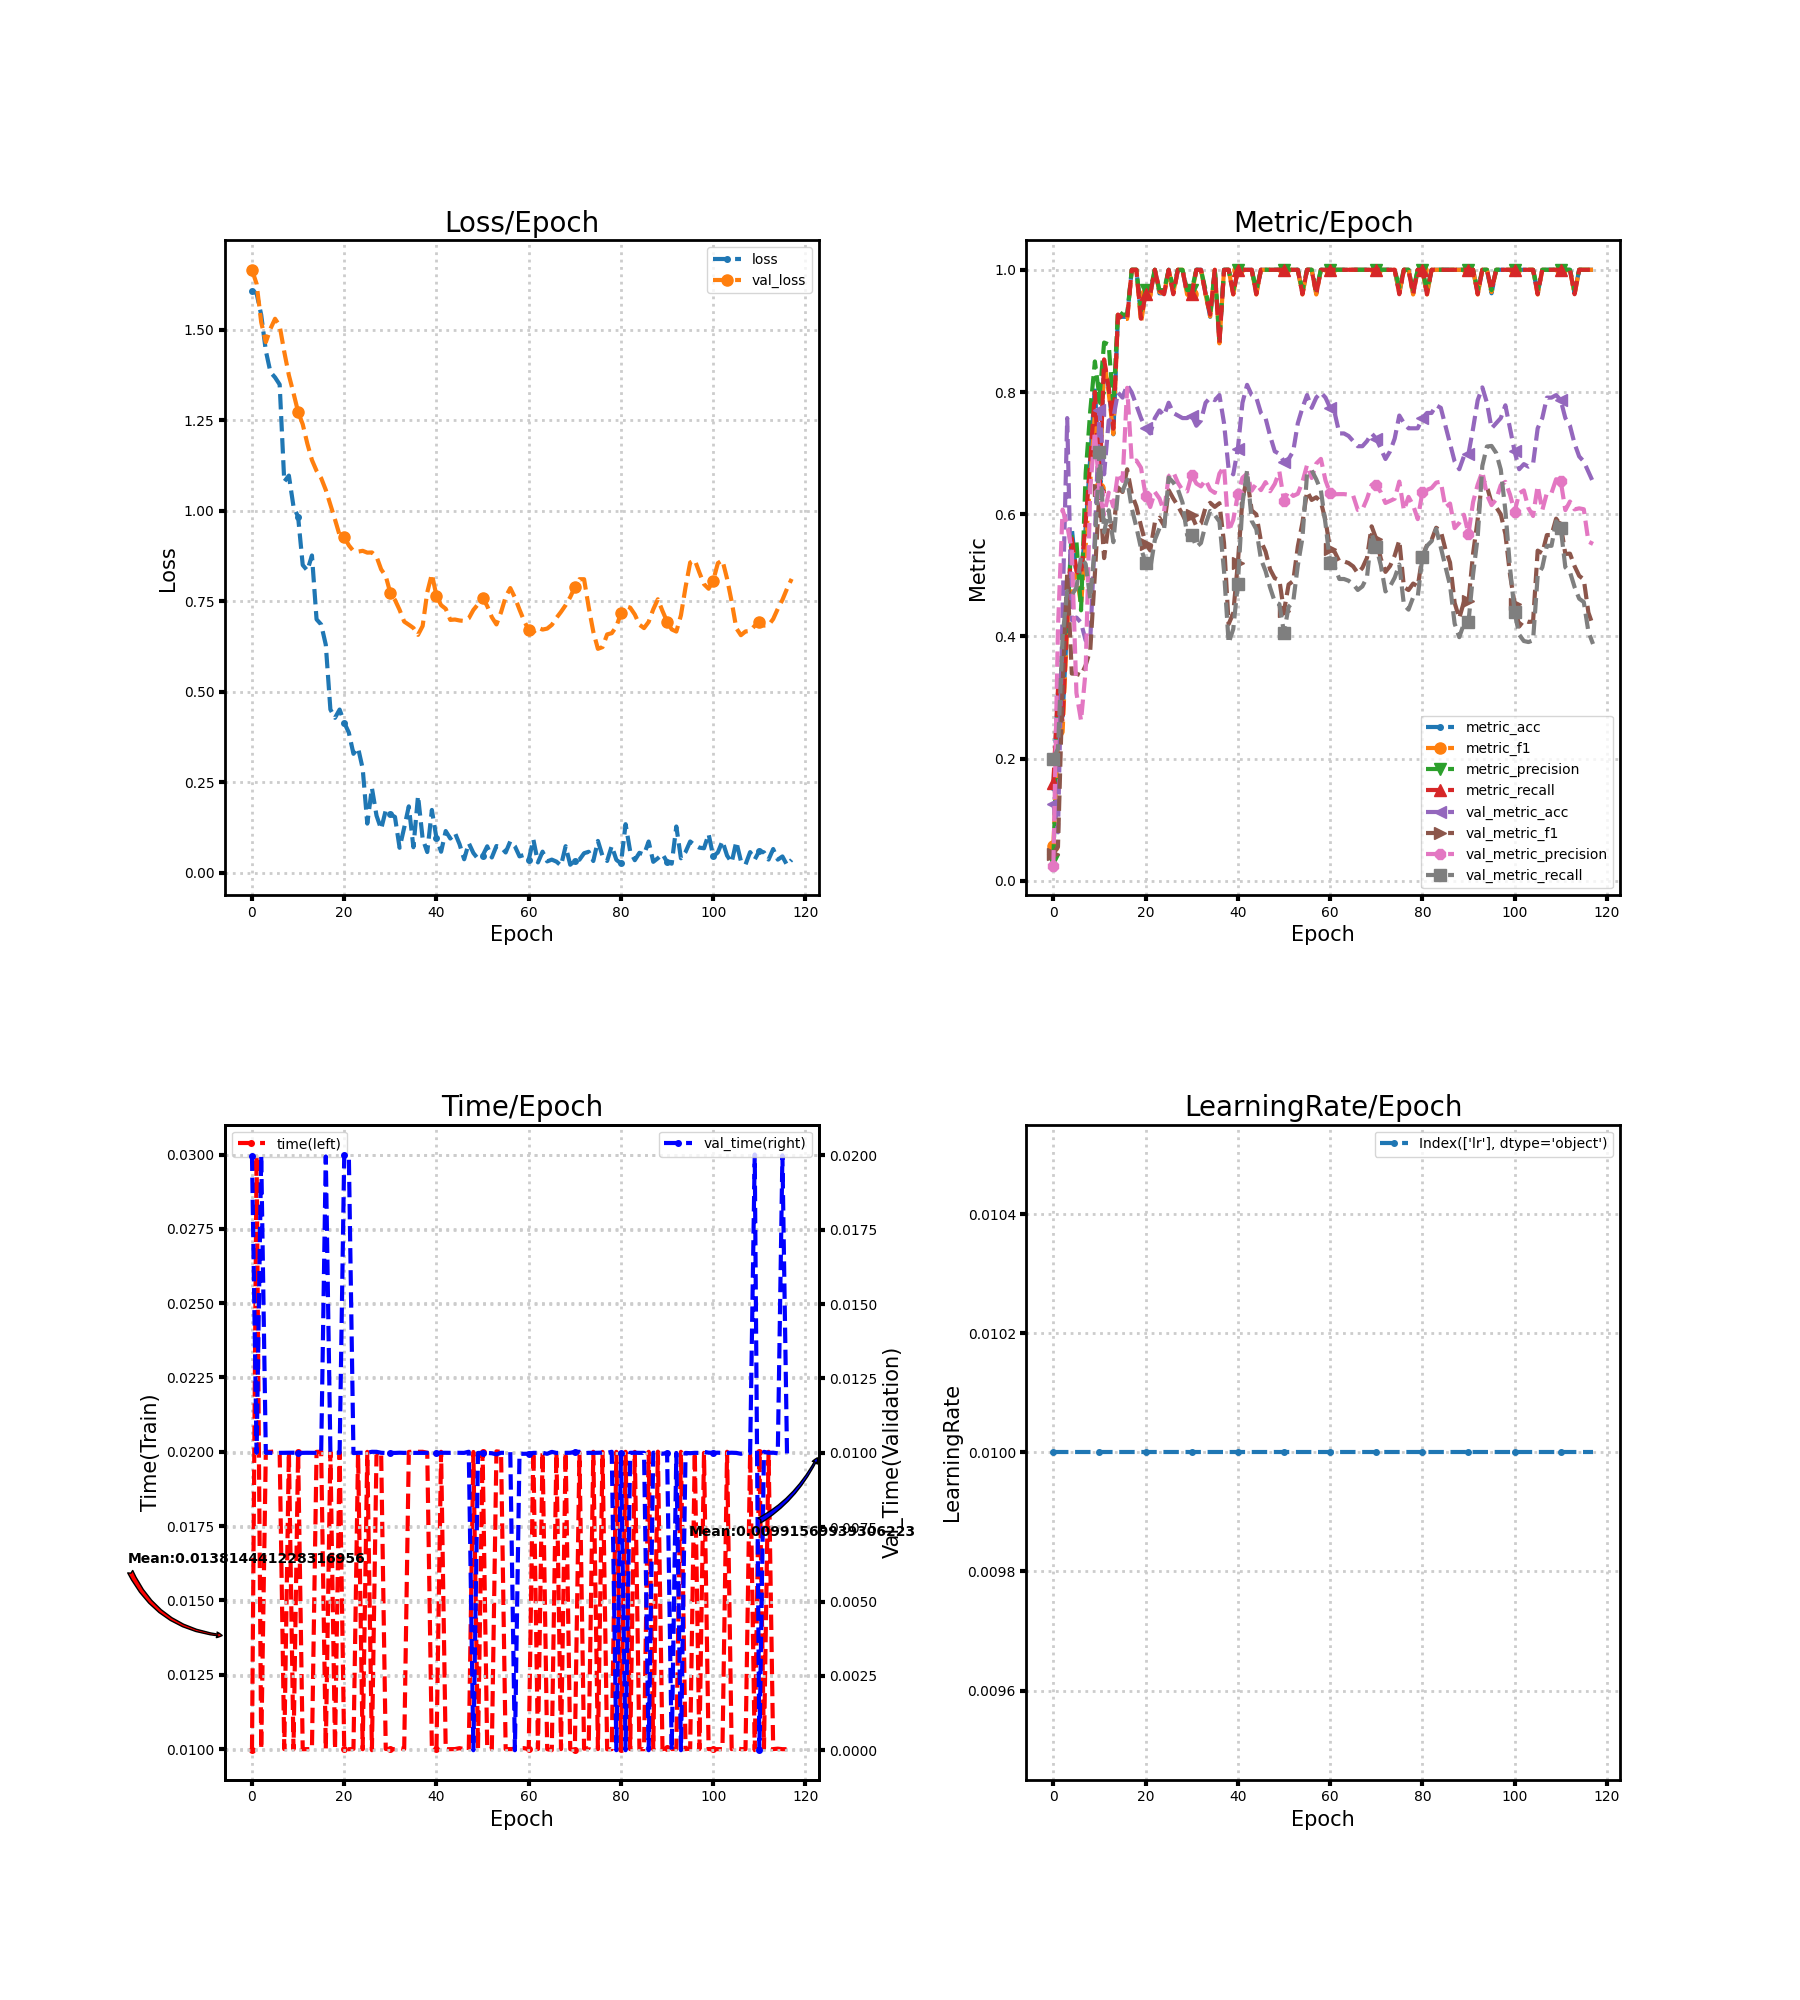 Loss/Epoch
loss
val_loss
1.50
1.25
1.00
0.75
0.50
0.25
0.00
Loss
0 20 40 60 80 100 120
Epoch
Metric/Epoch
1.0
0.8
0.6
0.4
0.2
0.0
Metric
metric_acc
metric_f1
metric_precision
metric_recall
val_metric_acc
val_metric_f1
val_metric_precision
val_metric_recall
0 20 40 60 80 100 120
Epoch
Time/Epoch
time(left)
val_time(right)
0.0300
0.0275
0.0250
0.0225
0.0200
0.0175
0.0150
0.0125
0.0100
Time(Train)
Mean:0.013814441228316956
0.0200
0.0175
0.0150
0.0125
0.0100
0.0075
0.0050
0.0025
0.0000
Val_Time(Validation)
Mean:0.00991569939306223
0 20 40 60 80 100 120
Epoch
LearningRate/Epoch
Index(['lr'], dtype='object')
0.0104
0.0102
0.0100
0.0098
0.0096
LearningRate
0 20 40 60 80 100 120
Epoch